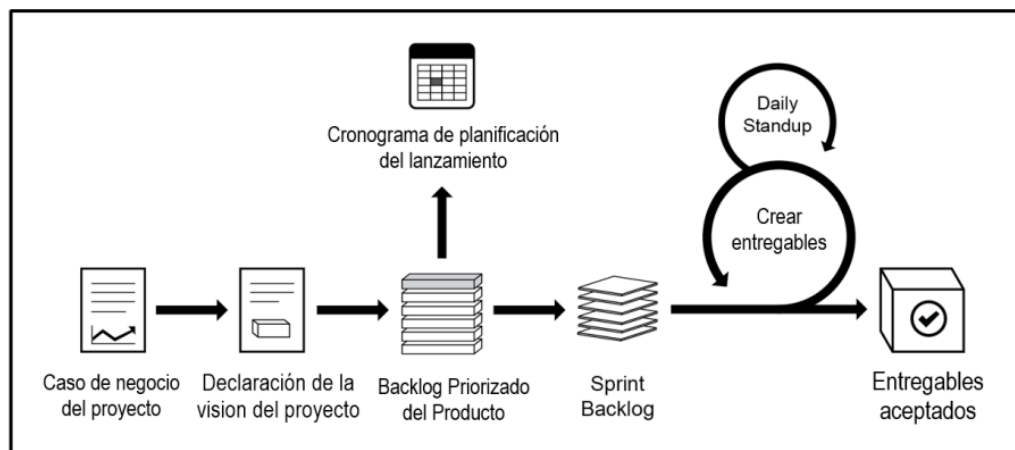 Cronograma de planificación
del lanzamiento
Daily
Standup
Crear
entregables
Caso de negocio
del proyecto
Declaración de la
vision del proyecto
Backlog Priorizado
del Producto
Sprint
Backlog
Entregables
aceptados